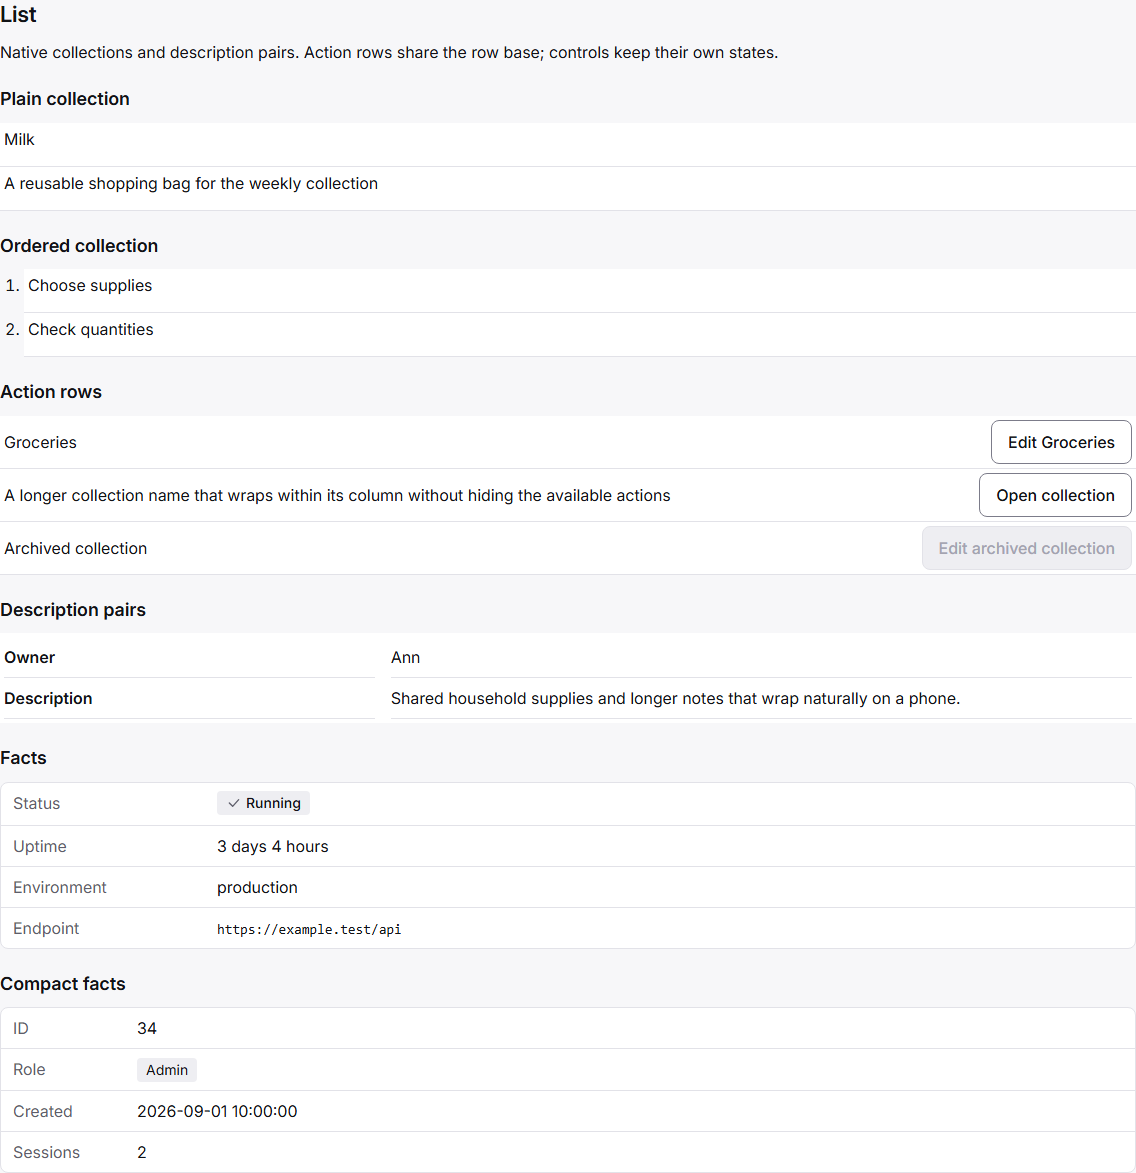 List
Native collections and description pairs. Action rows share the row base; controls keep their own states.
Plain collection
Milk
A reusable shopping bag for the weekly collection
Ordered collection
1. Choose supplies
2. Check quantities
Action rows
Groceries Edit Groceries
A longer collection name that wraps within its column without hiding the available actions Open collection
Archived collection Edit archived collection
Description pairs
Owner Ann
Description Shared household supplies and longer notes that wrap naturally on a phone.
Facts
Status Running
Uptime 3 days 4 hours
Environment production
Endpoint https://example.test/api
Compact facts
ID 34
Role Admin
Created 2026-09-01 10:00:00
Sessions 2